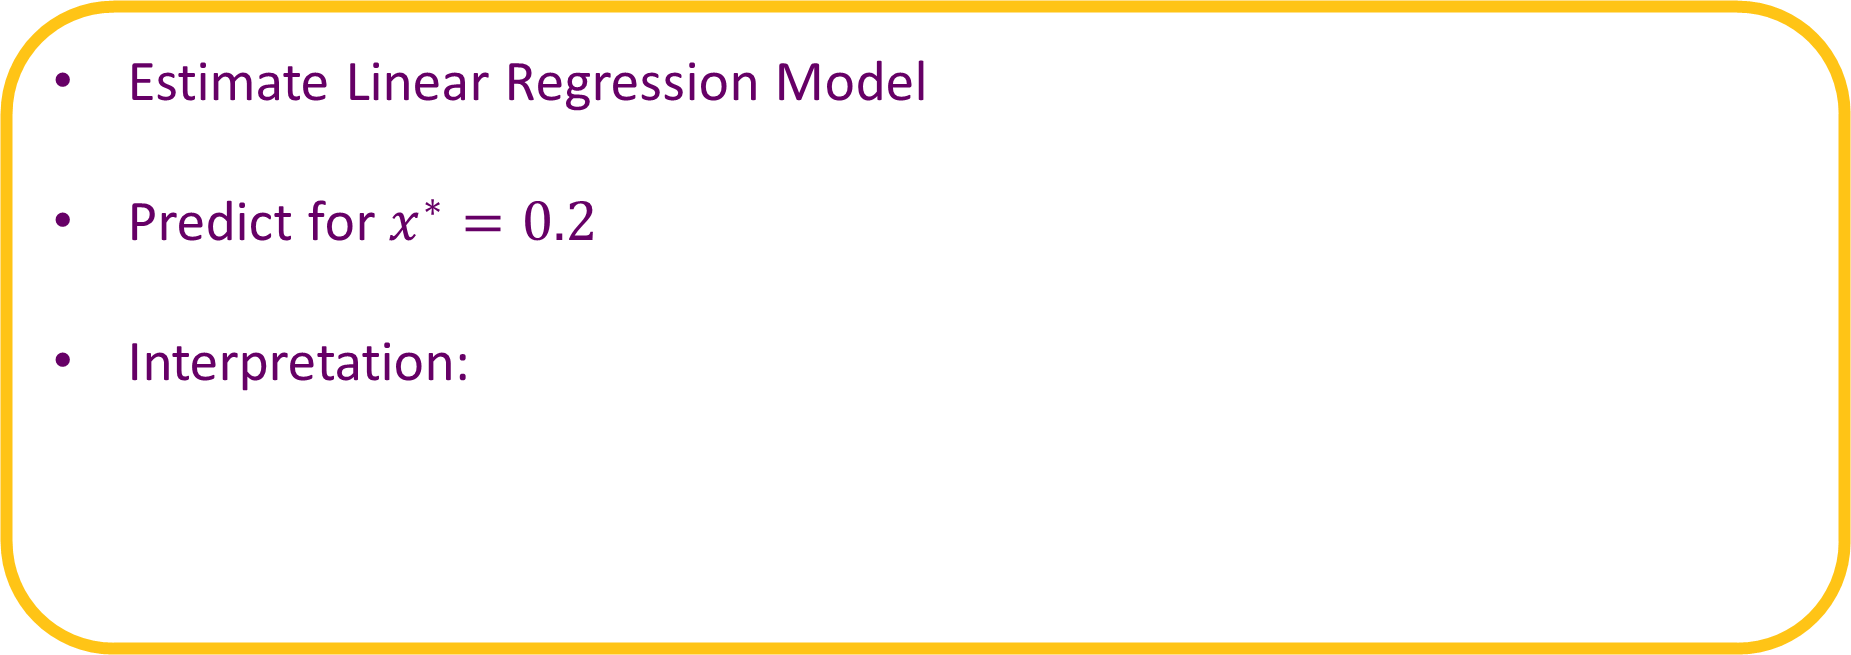 • Estimate Linear Regression Model
• Predict for x* = 0.2
• Interpretation: